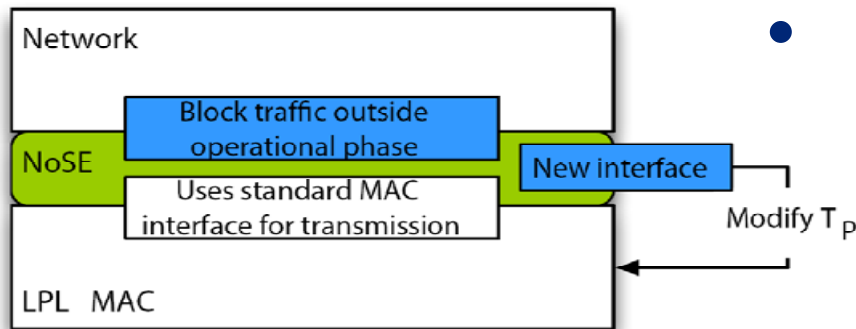 Network
Block traffic outside
operational phase
NoSE
New interface
Uses standard MAC
interface for transmission
Modify T P
LPL MAC